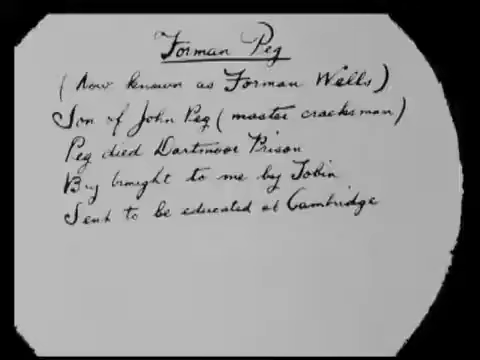 Forman Peg
(Now known as Forman Wells)
Son of John Peg (master cracksman)
Peg died Dartmoor Prison
Boy brought to me by Tobin
Sent to be educated at Cambridge